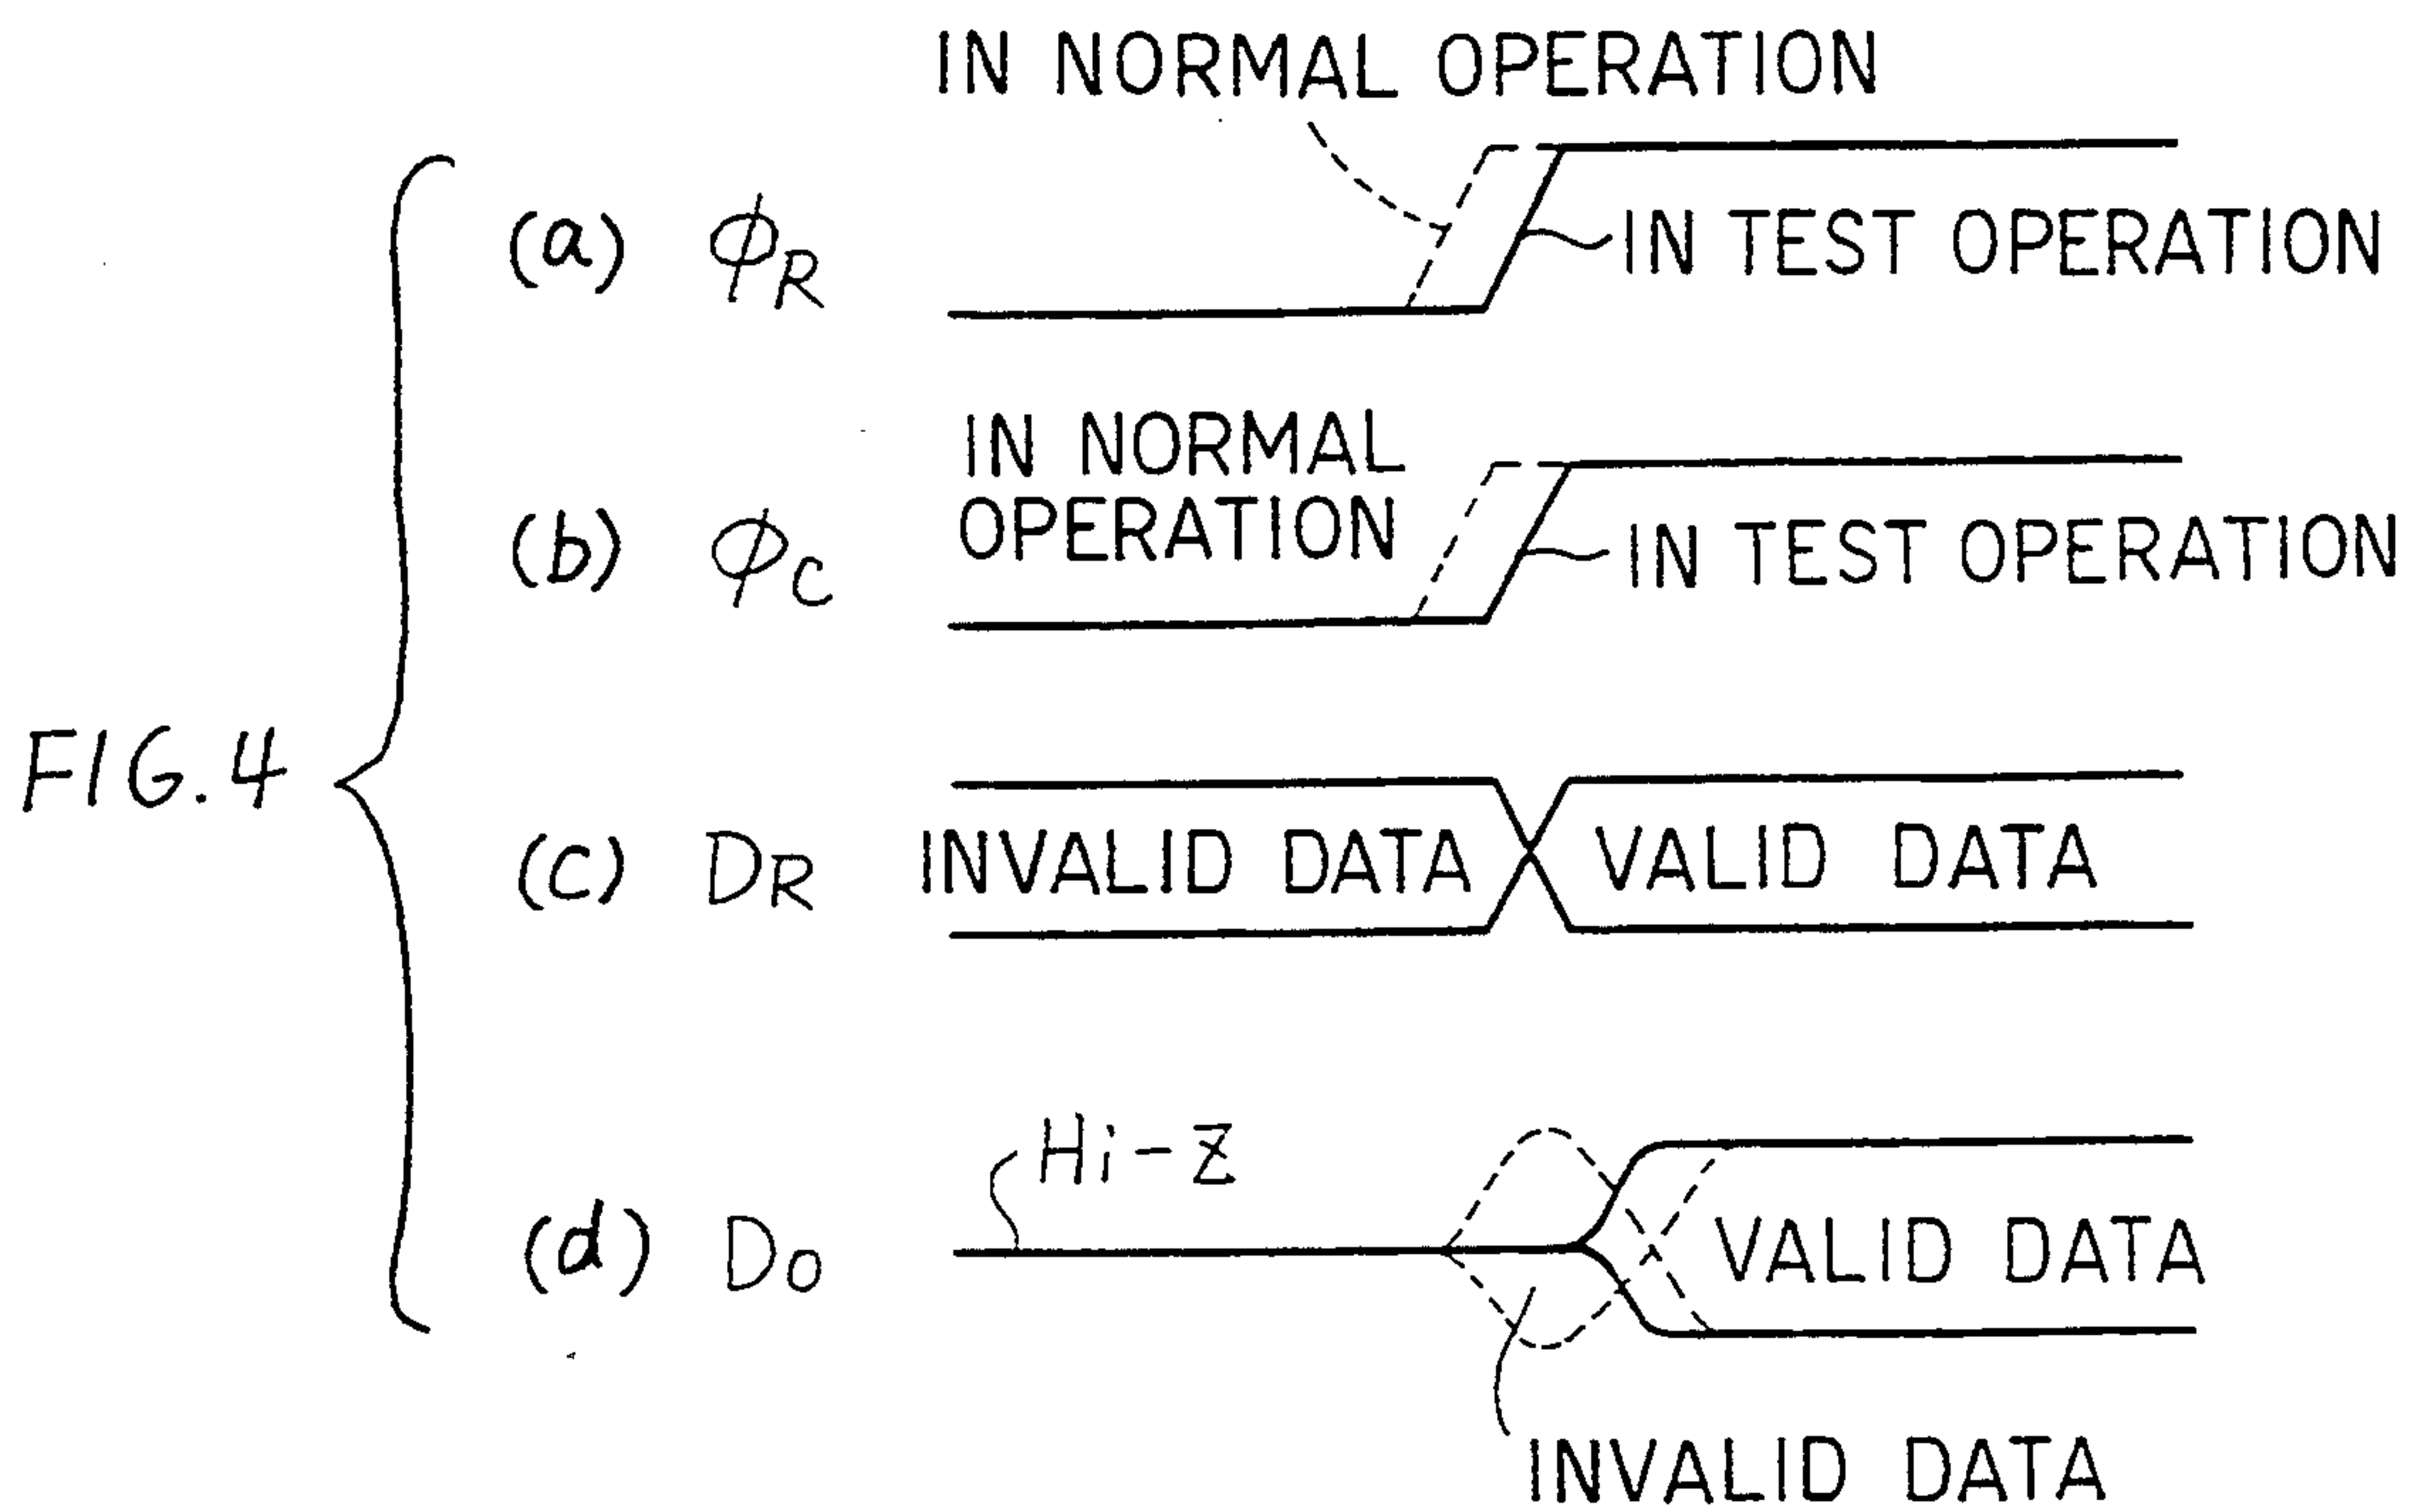 IN NORMAL OPERATION
(a) ϕR
IN TEST OPERATION
IN NORMAL
OPERATION
(b) ϕC
IN TEST OPERATION
FIG.4
(c) DR
INVALID DATA
VALID DATA
Hi-Z
(d) DO
VALID DATA
INVALID DATA